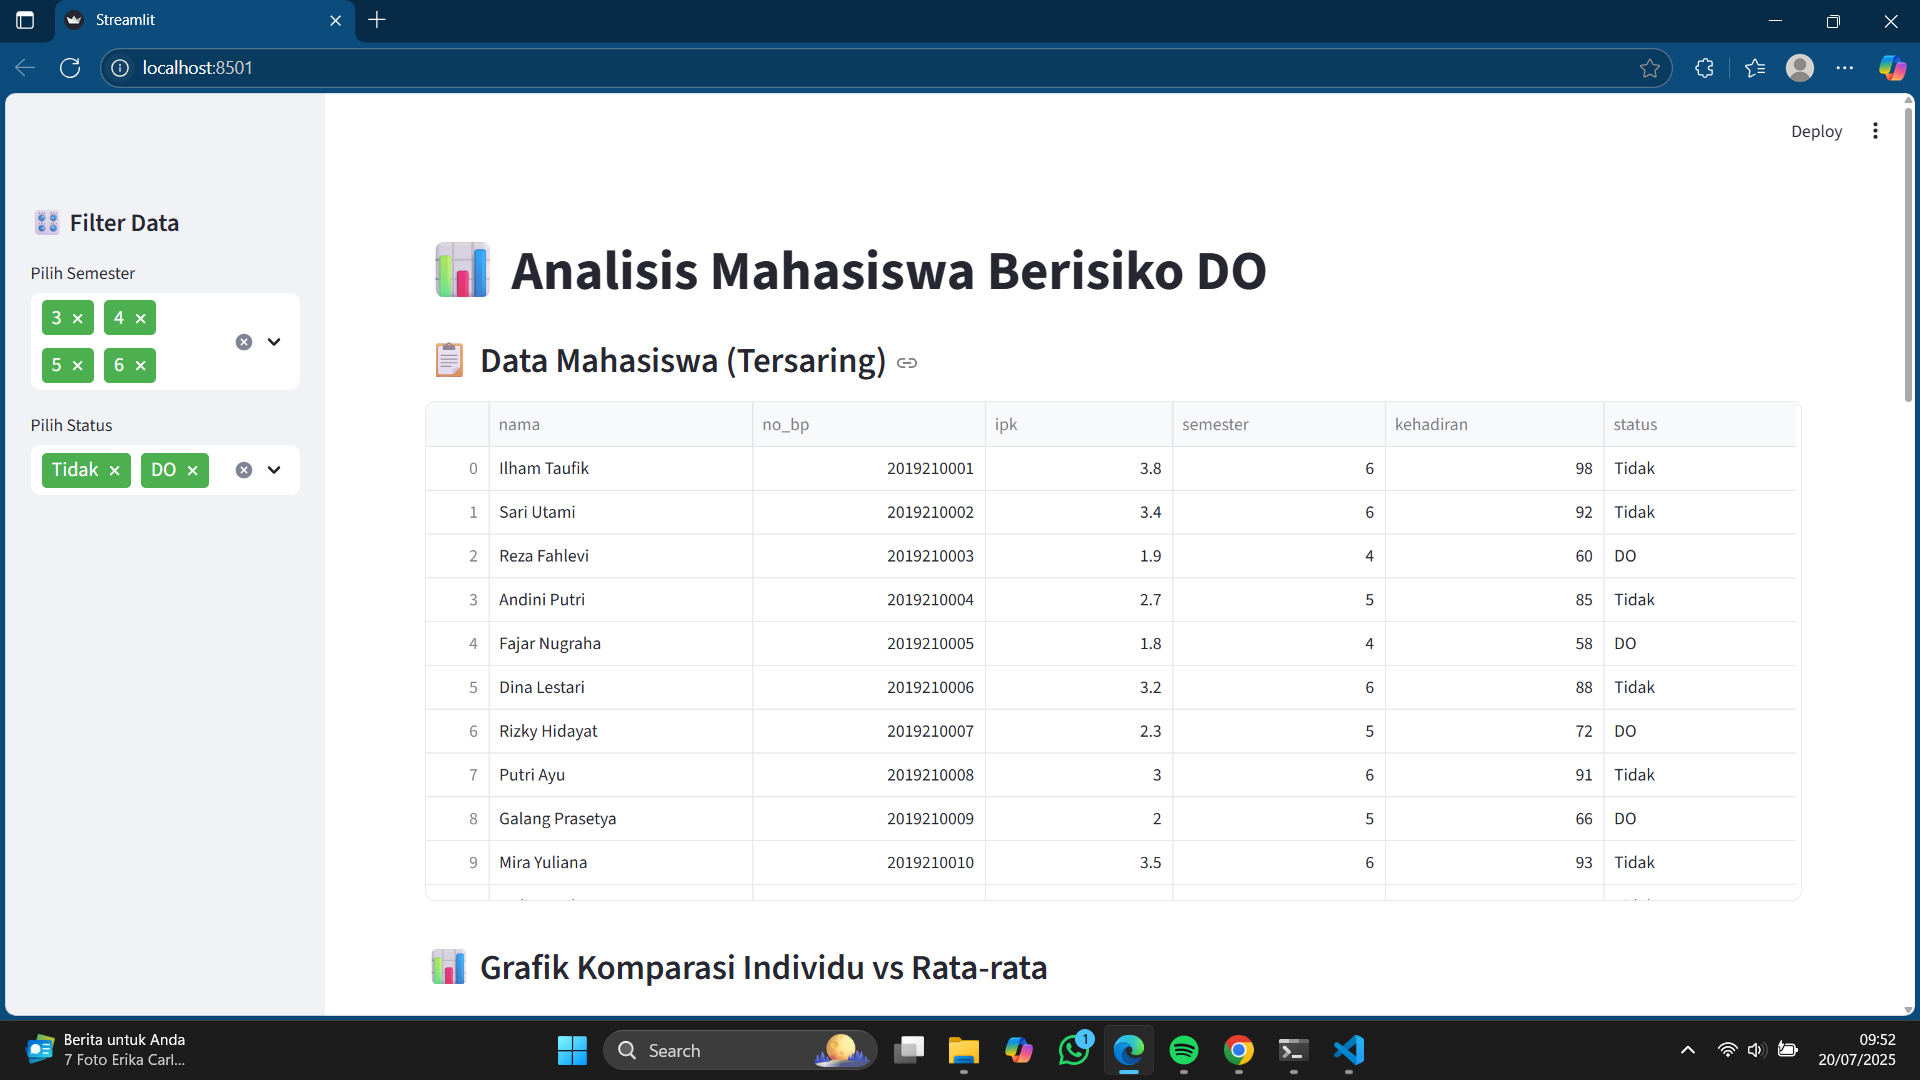 Streamlit
localhost:8501
Deploy
Filter Data
Pilih Semester
3 4
5 6
Pilih Status
Tidak DO
Analisis Mahasiswa Berisiko DO
Data Mahasiswa (Tersaring)
nama no_bp ipk semester kehadiran status
0 Ilham Taufik 2019210001 3.8 6 98 Tidak
1 Sari Utami 2019210002 3.4 6 92 Tidak
2 Reza Fahlevi 2019210003 1.9 4 60 DO
3 Andini Putri 2019210004 2.7 5 85 Tidak
4 Fajar Nugraha 2019210005 1.8 4 58 DO
5 Dina Lestari 2019210006 3.2 6 88 Tidak
6 Rizky Hidayat 2019210007 2.3 5 72 DO
7 Putri Ayu 2019210008 3 6 91 Tidak
8 Galang Prasetya 2019210009 2 5 66 DO
9 Mira Yuliana 2019210010 3.5 6 93 Tidak
Grafik Komparasi Individu vs Rata-rata
Berita untuk Anda
7 Foto Erika Carl...
Search
1
09:52
20/07/2025